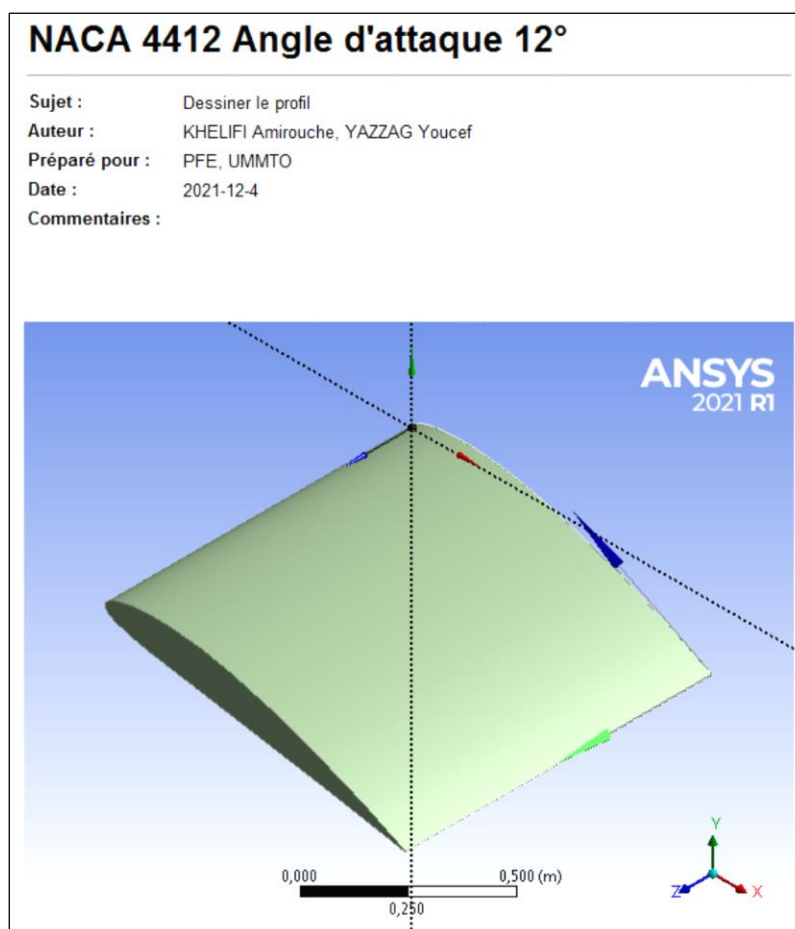 NACA 4412 Angle d'attaque 12°
Sujet : Dessiner le profil
Auteur : KHELIFI Amirouche, YAZZAG Youcef
Préparé pour : PFE, UMMTO
Date : 2021-12-4
Commentaires :
ANSYS
2021 R1
0,000 0,500 (m)
0,250
Y
Z X